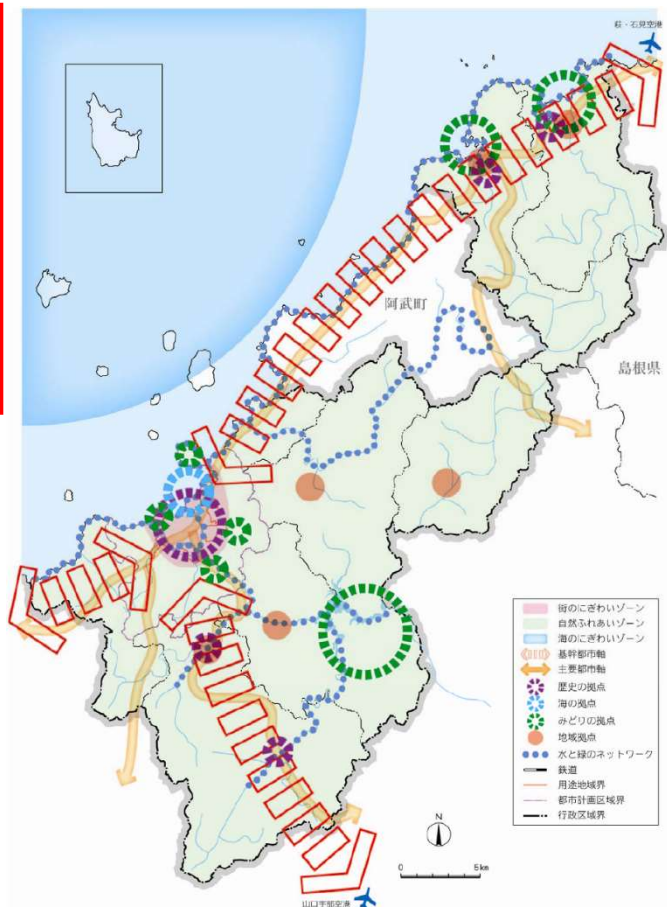 萩・石見空港
阿武町
島根県
街のにぎわいゾーン
自然ふれあいゾーン
海のにぎわいゾーン
基幹都市軸
主要都市軸
歴史の拠点
海の拠点
みどりの拠点
地域拠点
水と緑のネットワーク
鉄道
用途地域界
都市計画区域界
行政区域界
N
0 5km
山口宇部空港